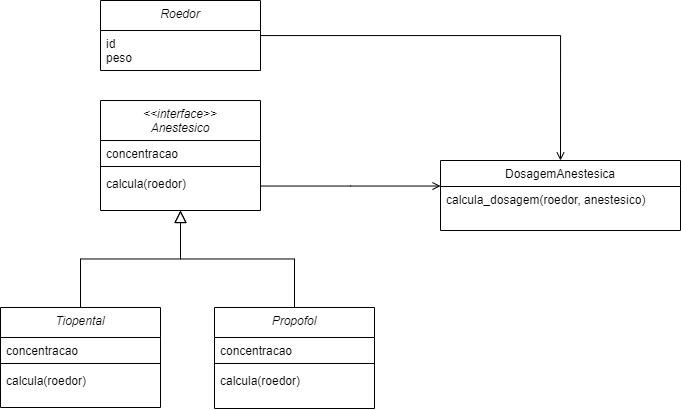 Roedor
id
peso
<<interface>>
Anestesico
concentracao
calcula(roedor)
DosagemAnestesica
calcula_dosagem(roedor, anestesico)
Tiopental
concentracao
calcula(roedor)
Propofol
concentracao
calcula(roedor)